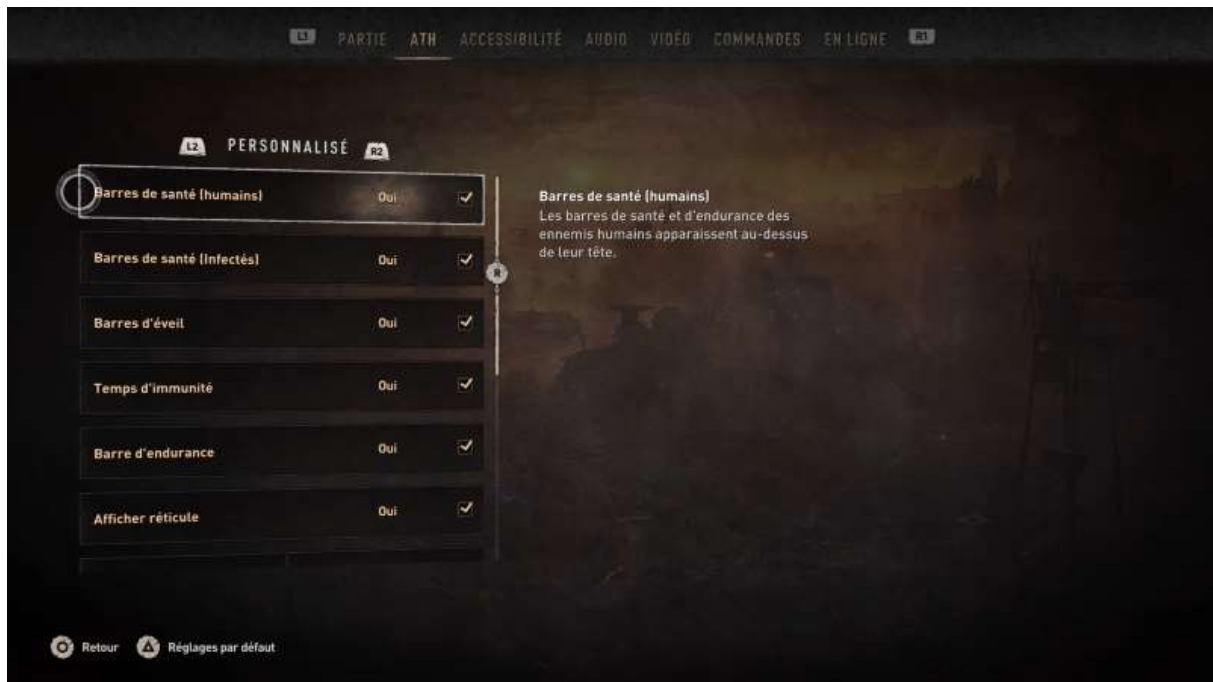 L1 PARTIE ATH ACCESSIBILITÉ AUDIO VIDÉO COMMANDES EN LIGNE R1
L2 PERSONNALISÉ R2
Barres de santé (humains) Oui
Barres de santé (Infectés) Oui
Barres d'éveil Oui
Temps d'immunité Oui
Barre d'endurance Oui
Afficher réticule Oui
R
Barres de santé (humains)
Les barres de santé et d'endurance des
ennemis humains apparaissent au-dessus
de leur tête.
Retour Réglages par défaut